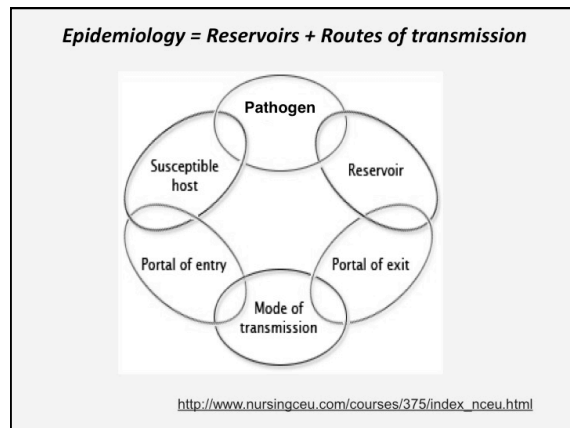 Epidemiology = Reservoirs + Routes of transmission
Pathogen
Susceptible
host
Reservoir
Portal of entry
Portal of exit
Mode of
transmission
http://www.nursingceu.com/courses/375/index_nceu.html